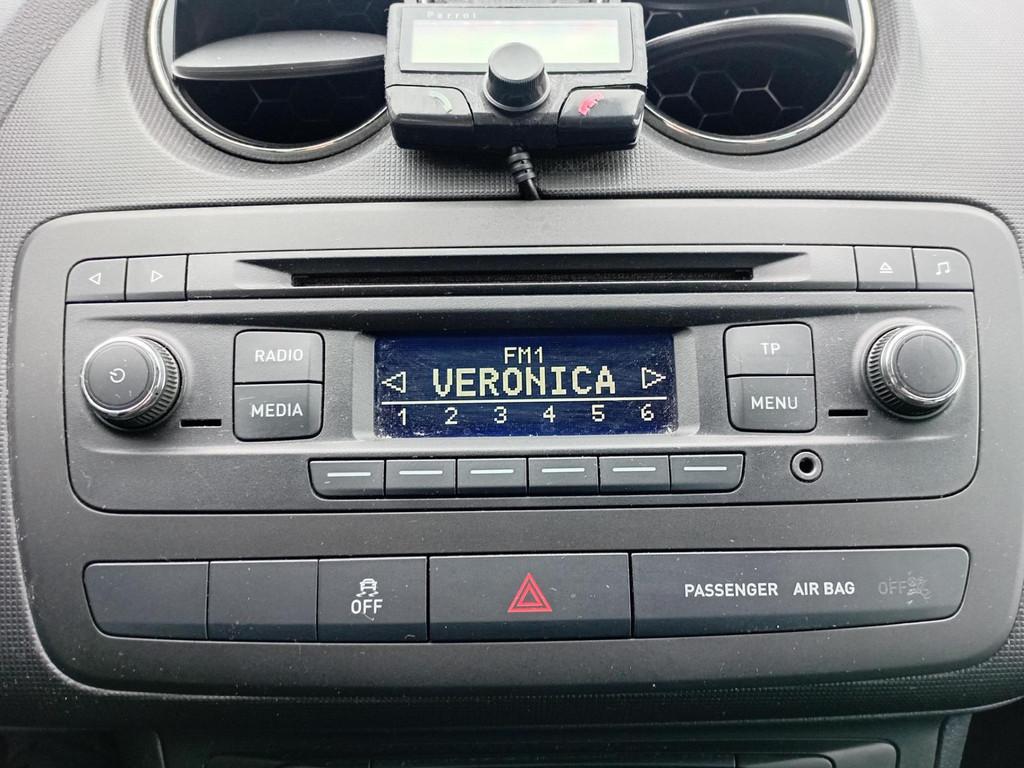 Parrot
FM1
VERONICA
1 2 3 4 5 6
RADIO
MEDIA
TP
MENU
OFF
PASSENGER AIR BAG OFF